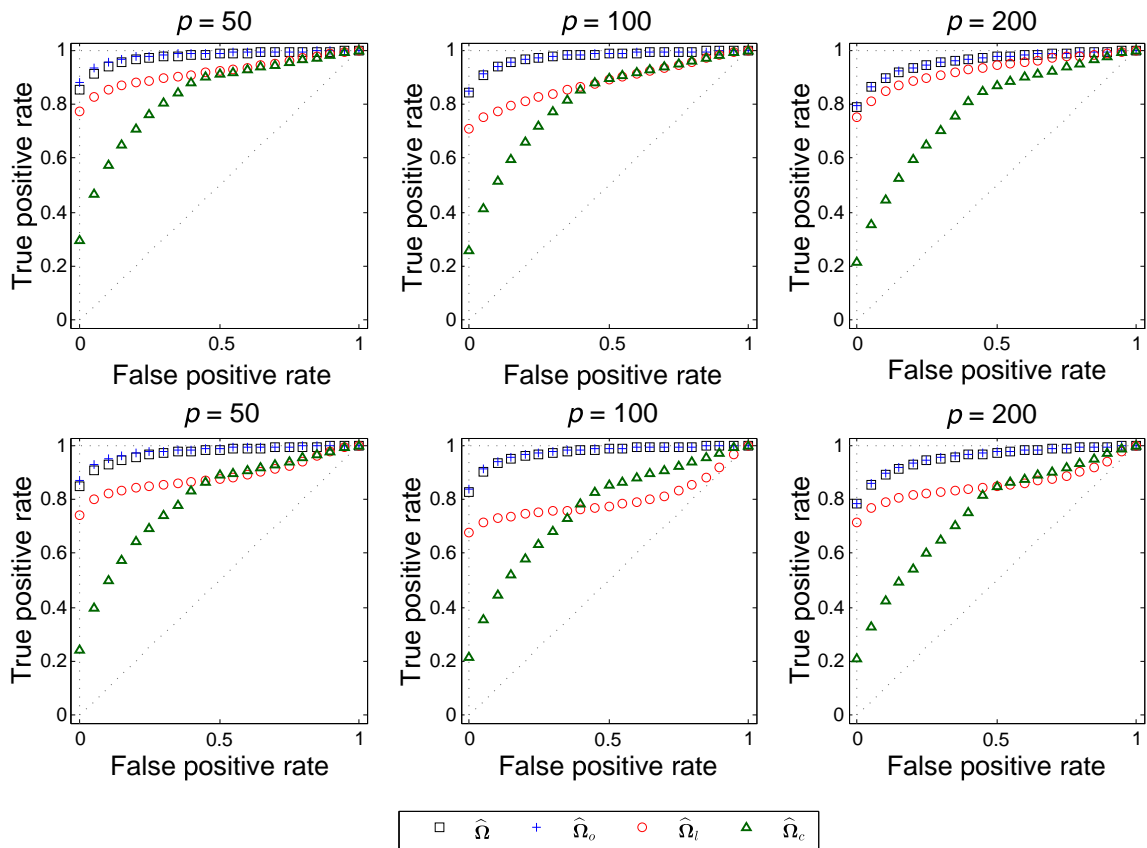 p = 50
p = 100
p = 200
True positive rate
1
0.8
0.6
0.4
0.2
0
0
0.5
1
False positive rate
True positive rate
1
0.8
0.6
0.4
0.2
0
0
0.5
1
False positive rate
True positive rate
1
0.8
0.6
0.4
0.2
0
0
0.5
1
False positive rate
p = 50
p = 100
p = 200
True positive rate
1
0.8
0.6
0.4
0.2
0
0
0.5
1
False positive rate
True positive rate
1
0.8
0.6
0.4
0.2
0
0
0.5
1
False positive rate
True positive rate
1
0.8
0.6
0.4
0.2
0
0
0.5
1
False positive rate
Ω̂ Ω̂o Ω̂l Ω̂c